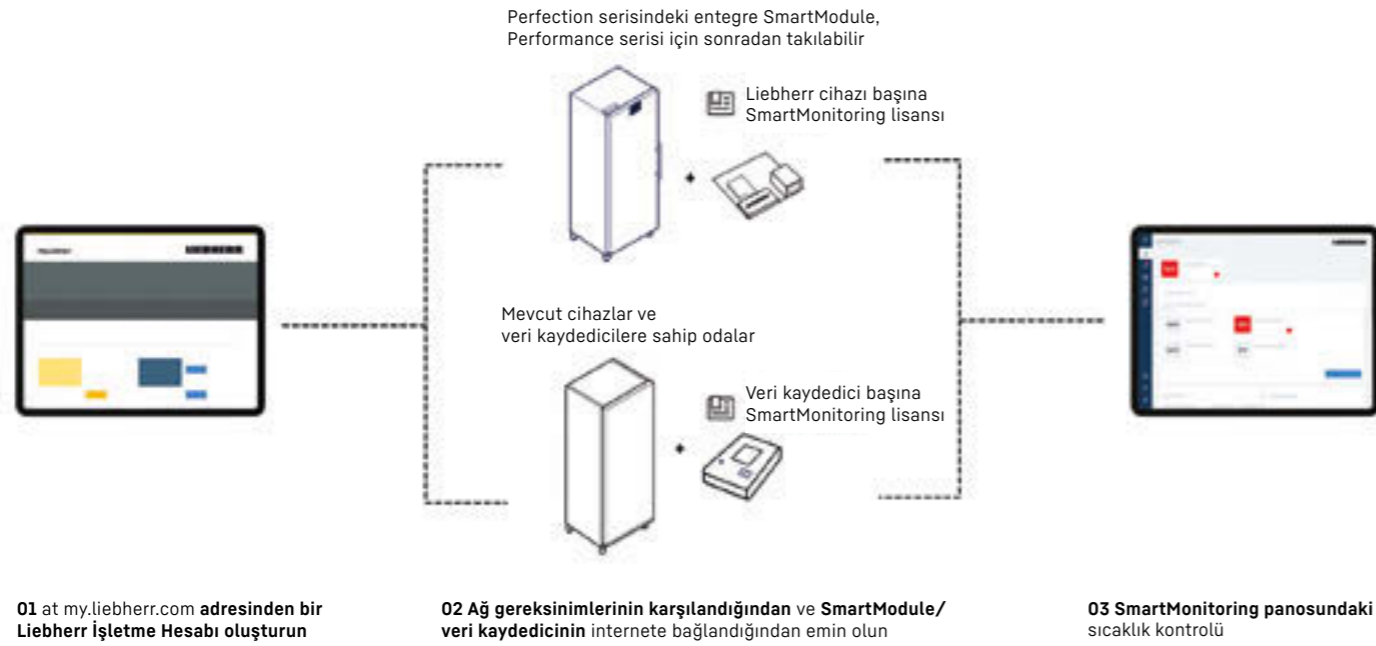 Perfection serisindeki entegre SmartModule,
Performance serisi için sonradan takılabilir
Liebherr cihazı başına
SmartMonitoring lisansı
Mevcut cihazlar ve
veri kaydedicilere sahip odalar
Veri kaydedici başına
SmartMonitoring lisansı
01 at my.liebherr.com adresinden bir
Liebherr İşletme Hesabı oluşturun
02 Ağ gereksinimlerinin karşılandığından ve SmartModule/
veri kaydedicinin internete bağlandığından emin olun
03 SmartMonitoring panosundaki
sıcaklık kontrolü